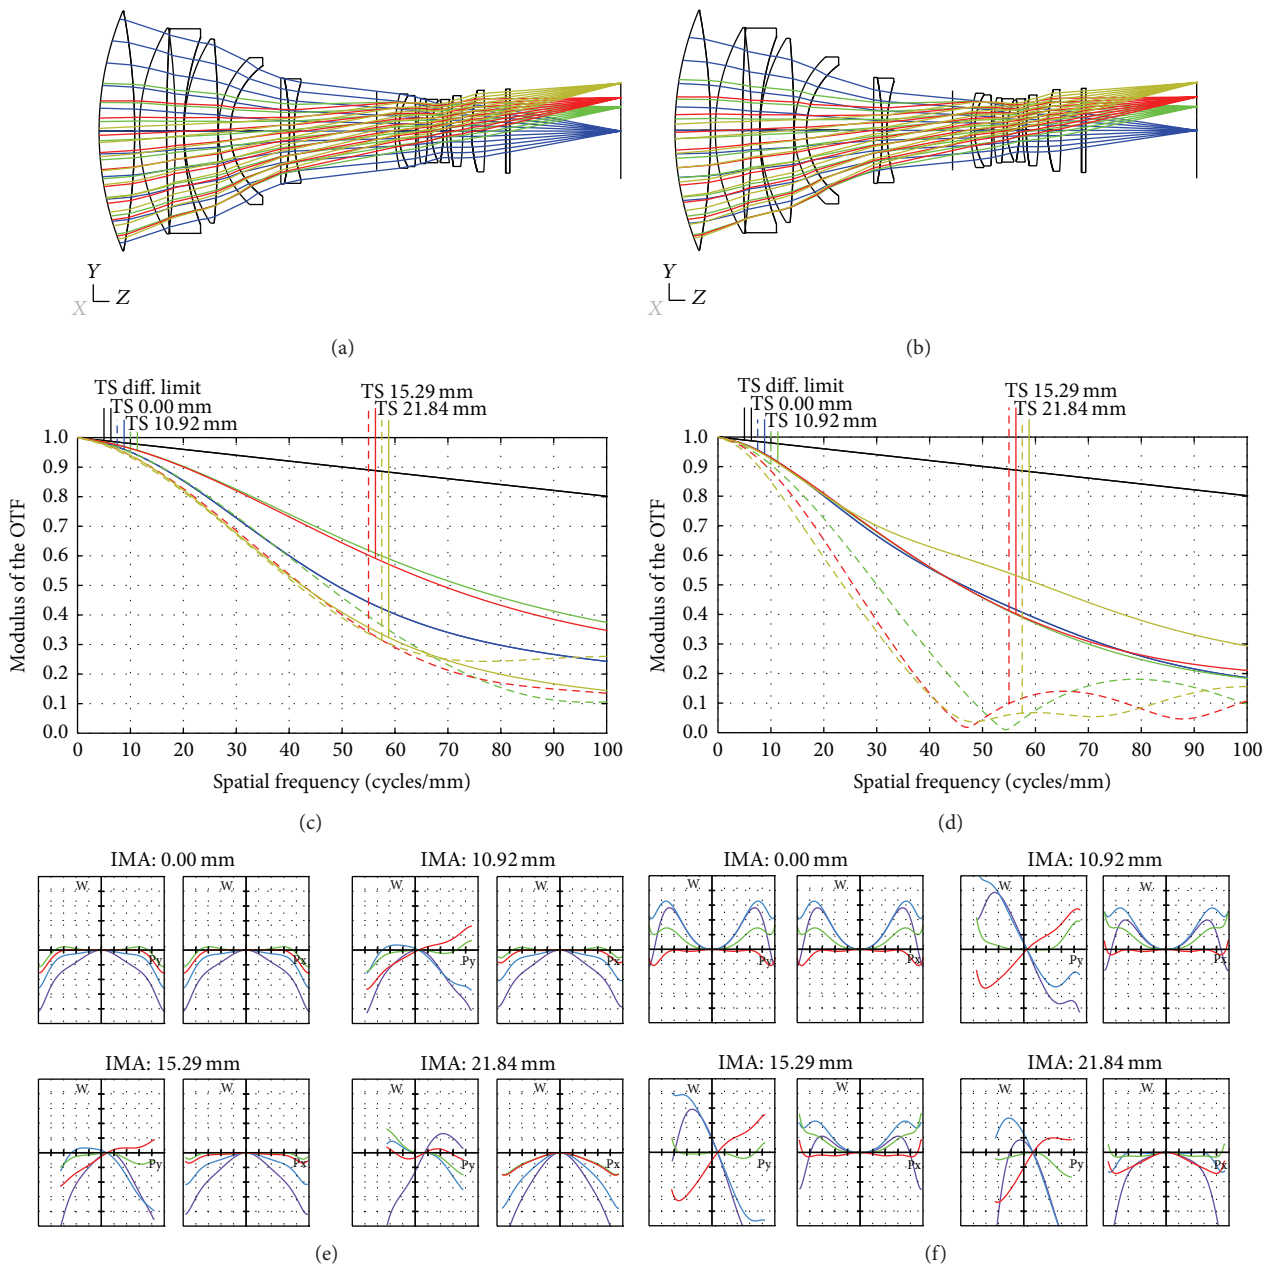 Y
X
Z
Y
X
Z
(a)
(b)
TS diff. limit
TS 0.00 mm
TS 10.92 mm
TS 15.29 mm
TS 21.84 mm
TS diff. limit
TS 0.00 mm
TS 10.92 mm
TS 15.29 mm
TS 21.84 mm
Modulus of the OTF
1.0
0.9
0.8
0.7
0.6
0.5
0.4
0.3
0.2
0.1
0.0
0 10 20 30 40 50 60 70 80 90 100
Spatial frequency (cycles/mm)
(c)
Modulus of the OTF
1.0
0.9
0.8
0.7
0.6
0.5
0.4
0.3
0.2
0.1
0.0
0 10 20 30 40 50 60 70 80 90 100
Spatial frequency (cycles/mm)
(d)
IMA: 0.00 mm
IMA: 10.92 mm
IMA: 0.00 mm
IMA: 10.92 mm
W W W W W W W W
Py Px Py Px Py Px Py Px
IMA: 15.29 mm
IMA: 21.84 mm
IMA: 15.29 mm
IMA: 21.84 mm
W W W W W W W W
Py Px Py Px Py Px Py Px
(e)
(f)